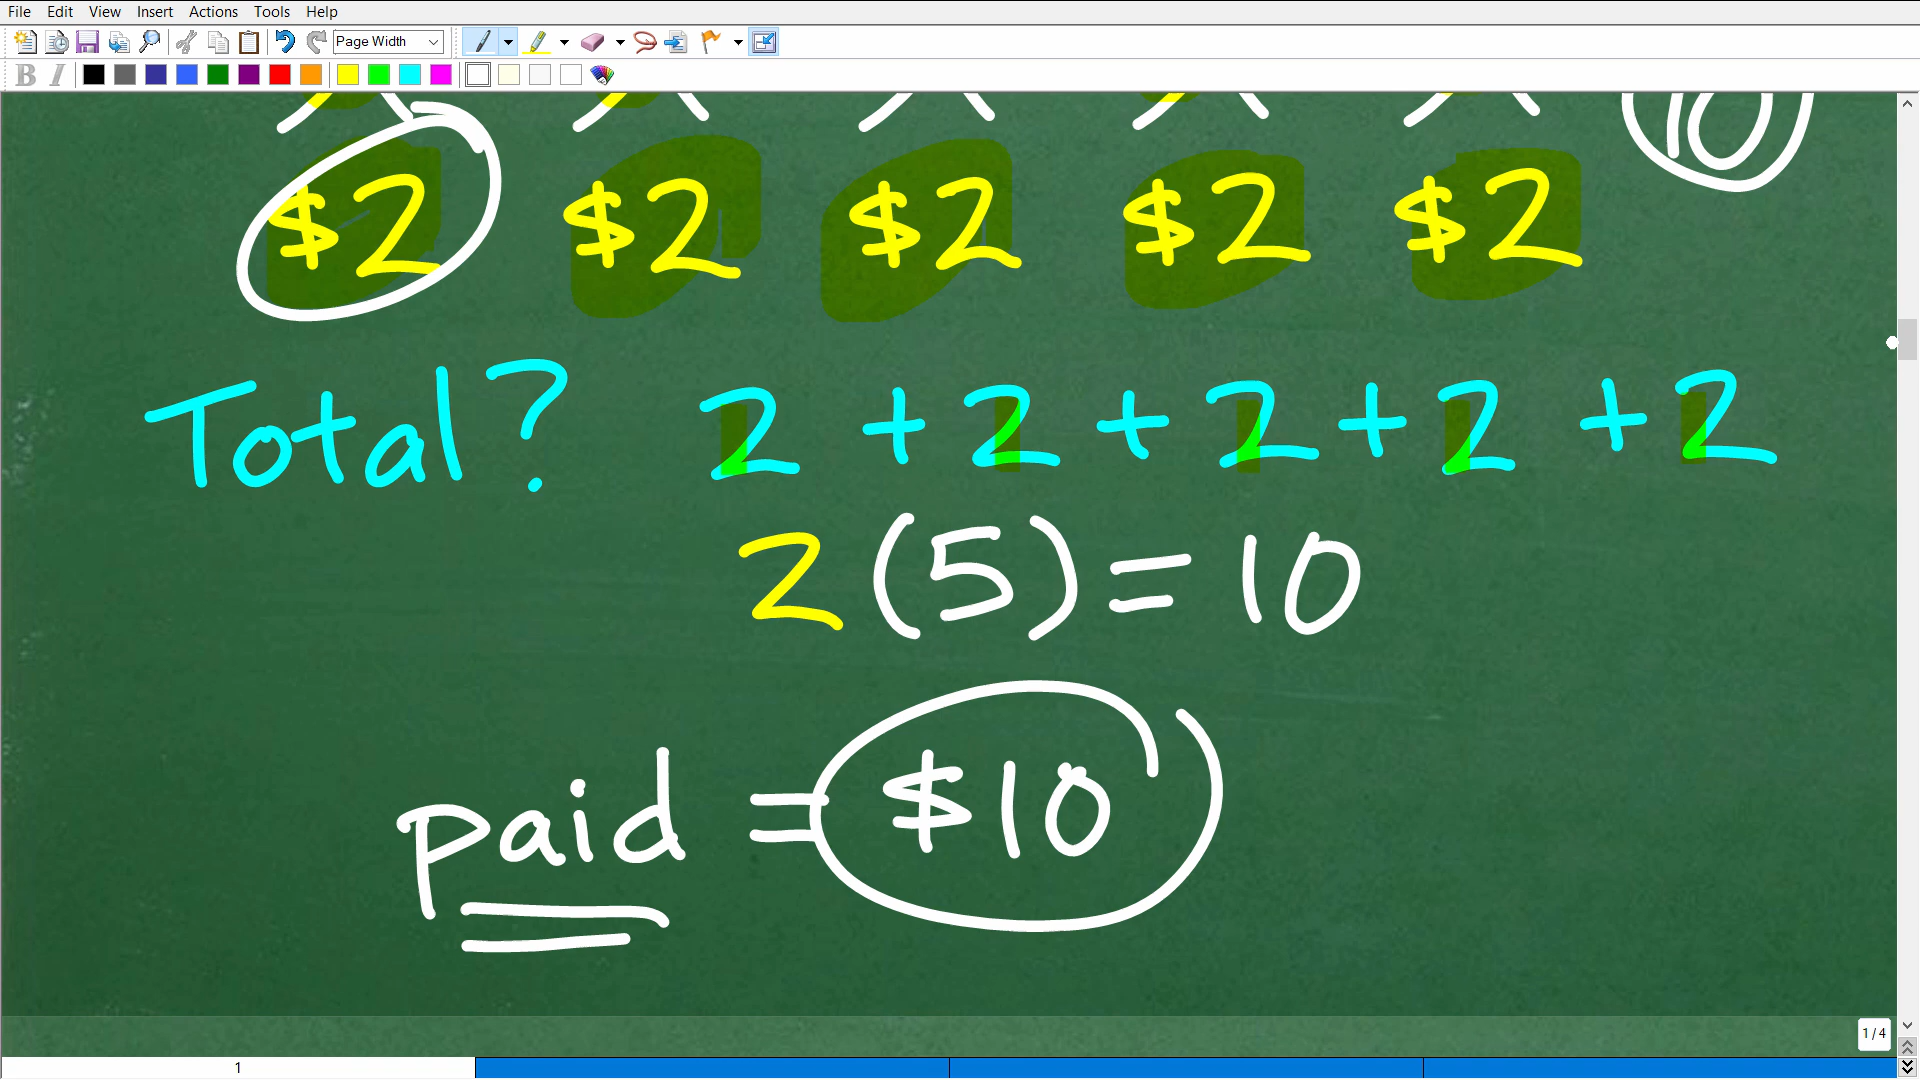 File Edit View Insert Actions Tools Help
Page Width
B I
10
$2 $2 $2 $2 $2
Total? 2 + 2 + 2 + 2 + 2
2 (5) = 10
paid = $10
1 / 4
1